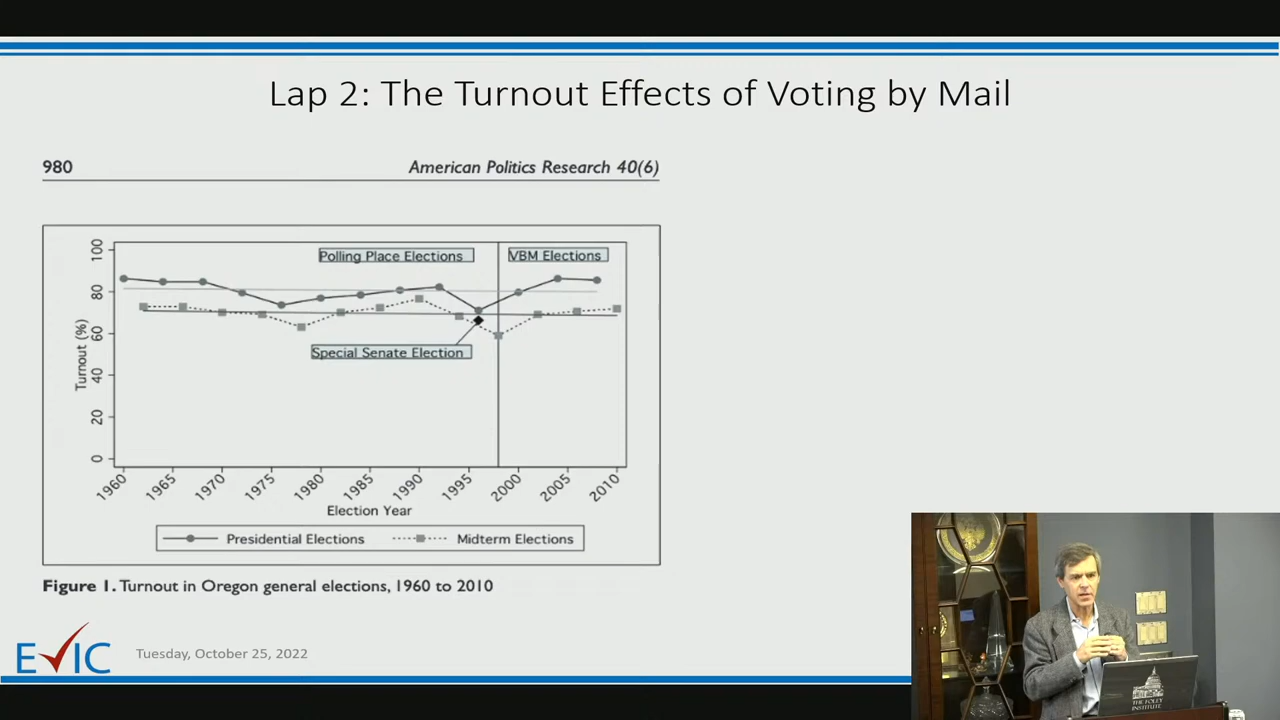 Lap 2: The Turnout Effects of Voting by Mail
980 American Politics Research 40(6)
Polling Place Elections VBM Elections
Special Senate Election
Turnout (%)
100
80
60
40
20
0
1960 1965 1970 1975 1980 1985 1990 1995 2000 2005 2010
Election Year
Presidential Elections Midterm Elections
Figure 1. Turnout in Oregon general elections, 1960 to 2010
EVIC Tuesday, October 25, 2022
THE FOLEY
INSTITUTE